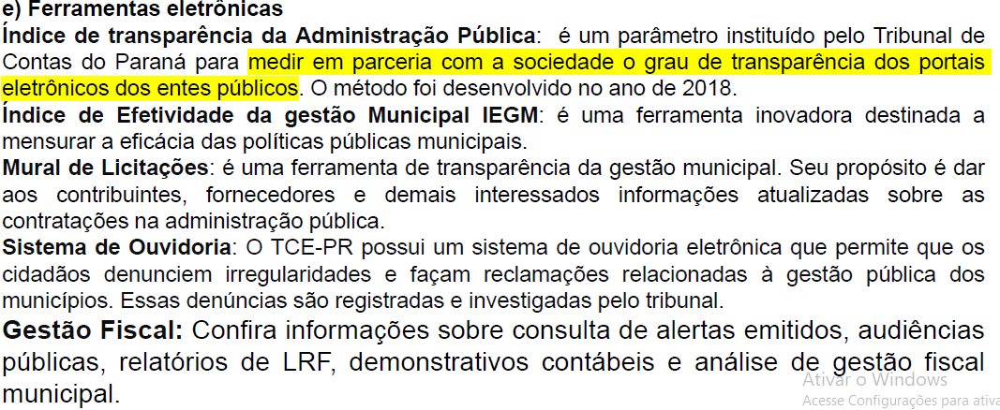 e) Ferramentas eletrônicas
Índice de transparência da Administração Pública:  é um parâmetro instituído pelo Tribunal de
Contas do Paraná para medir em parceria com a sociedade o grau de transparência dos portais
eletrônicos dos entes públicos. O método foi desenvolvido no ano de 2018.
Índice de Efetividade da gestão Municipal IEGM: é uma ferramenta inovadora destinada a
mensurar a eficácia das políticas públicas municipais.
Mural de Licitações: é uma ferramenta de transparência da gestão municipal. Seu propósito é dar
aos contribuintes, fornecedores e demais interessados informações atualizadas sobre as
contratações na administração pública.
Sistema de Ouvidoria: O TCE-PR possui um sistema de ouvidoria eletrônica que permite que os
cidadãos denunciem irregularidades e façam reclamações relacionadas à gestão pública dos
municípios. Essas denúncias são registradas e investigadas pelo tribunal.
Gestão Fiscal: Confira informações sobre consulta de alertas emitidos, audiências
públicas, relatórios de LRF, demonstrativos contábeis e análise de gestão fiscal
municipal.
Ativar o Windows
Acesse Configurações para ativa